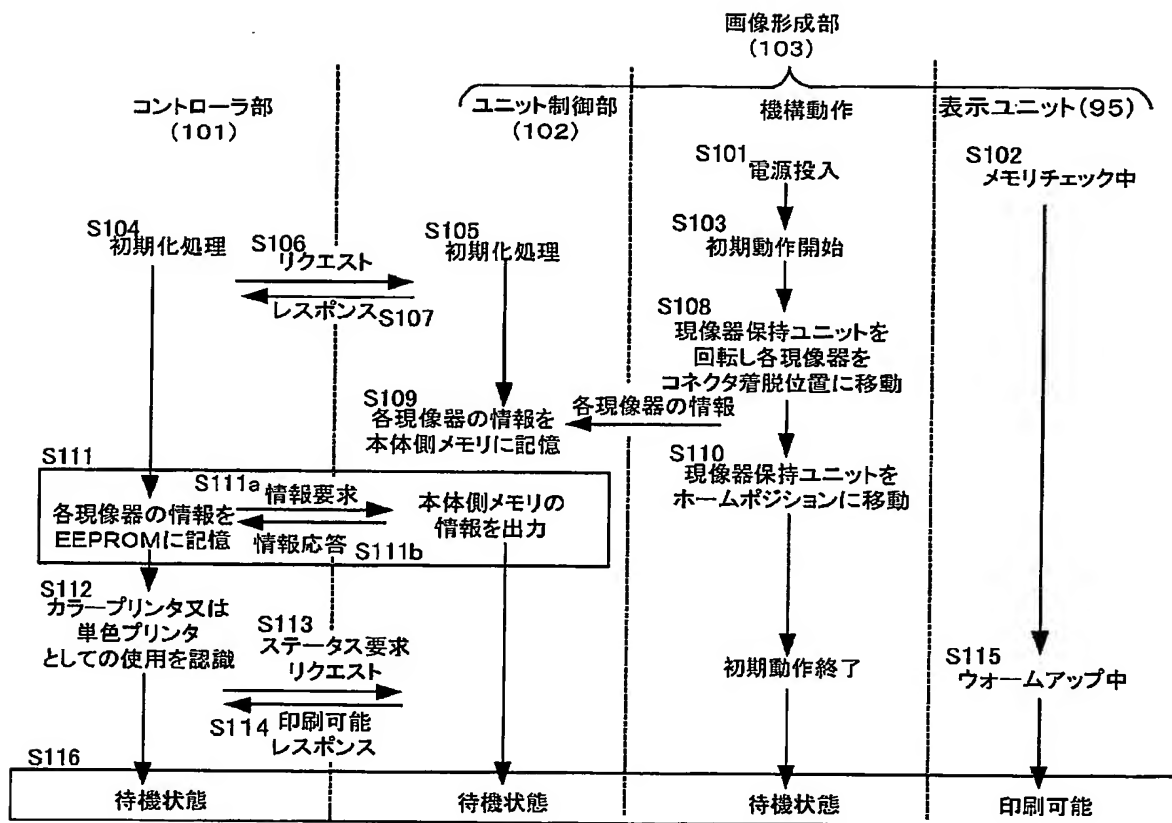 画像形成部
(103)
コントローラ部
(101)
ユニット制御部
(102)
機構動作
表示ユニット(95)
S101
電源投入
S102
メモリチェック中
S104
初期化処理
S106
リクエスト
S105
初期化処理
S103
初期動作開始
レスポンス S107
S108
現像器保持ユニットを
回転し各現像器を
コネクタ着脱位置に移動
S109
各現像器の情報を
本体側メモリに記憶
各現像器の情報
S110
現像器保持ユニットを
ホームポジションに移動
S111
各現像器の情報を
EEPROMに記憶
S111a
情報要求
情報応答
S111b
本体側メモリの
情報を出力
S112
カラープリンタ又は
単色プリンタ
としての使用を認識
S113
ステータス要求
リクエスト
S114
印刷可能
レスポンス
初期動作終了
S115
ウォームアップ中
S116
待機状態
待機状態
待機状態
印刷可能